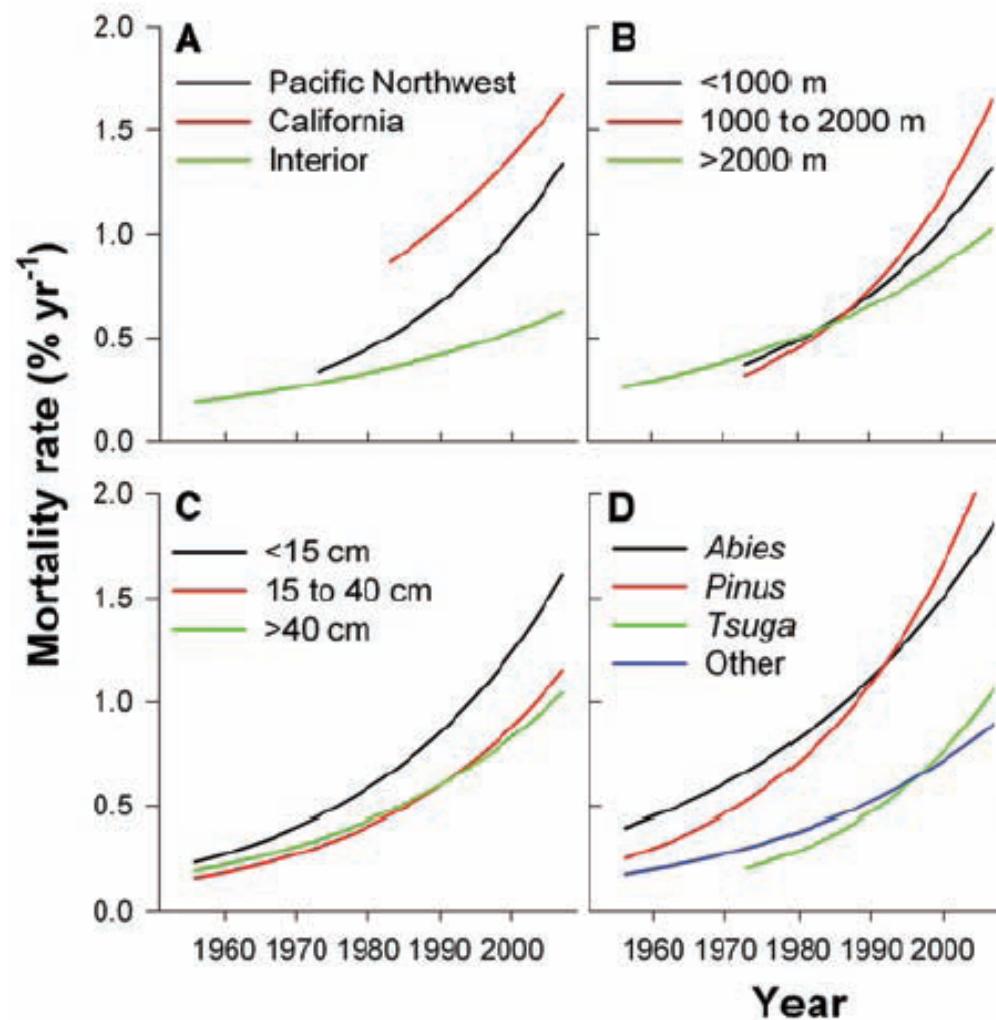 A
Pacific Northwest
California
Interior
B
<1000 m
1000 to 2000 m
>2000 m
2.0
1.5
1.0
0.5
0.0
C
<15 cm
15 to 40 cm
>40 cm
D
Abies
Pinus
Tsuga
Other
2.0
1.5
1.0
0.5
0.0
1960 1970 1980 1990 2000
1960 1970 1980 1990 2000
Mortality rate (% yr⁻¹)
Year